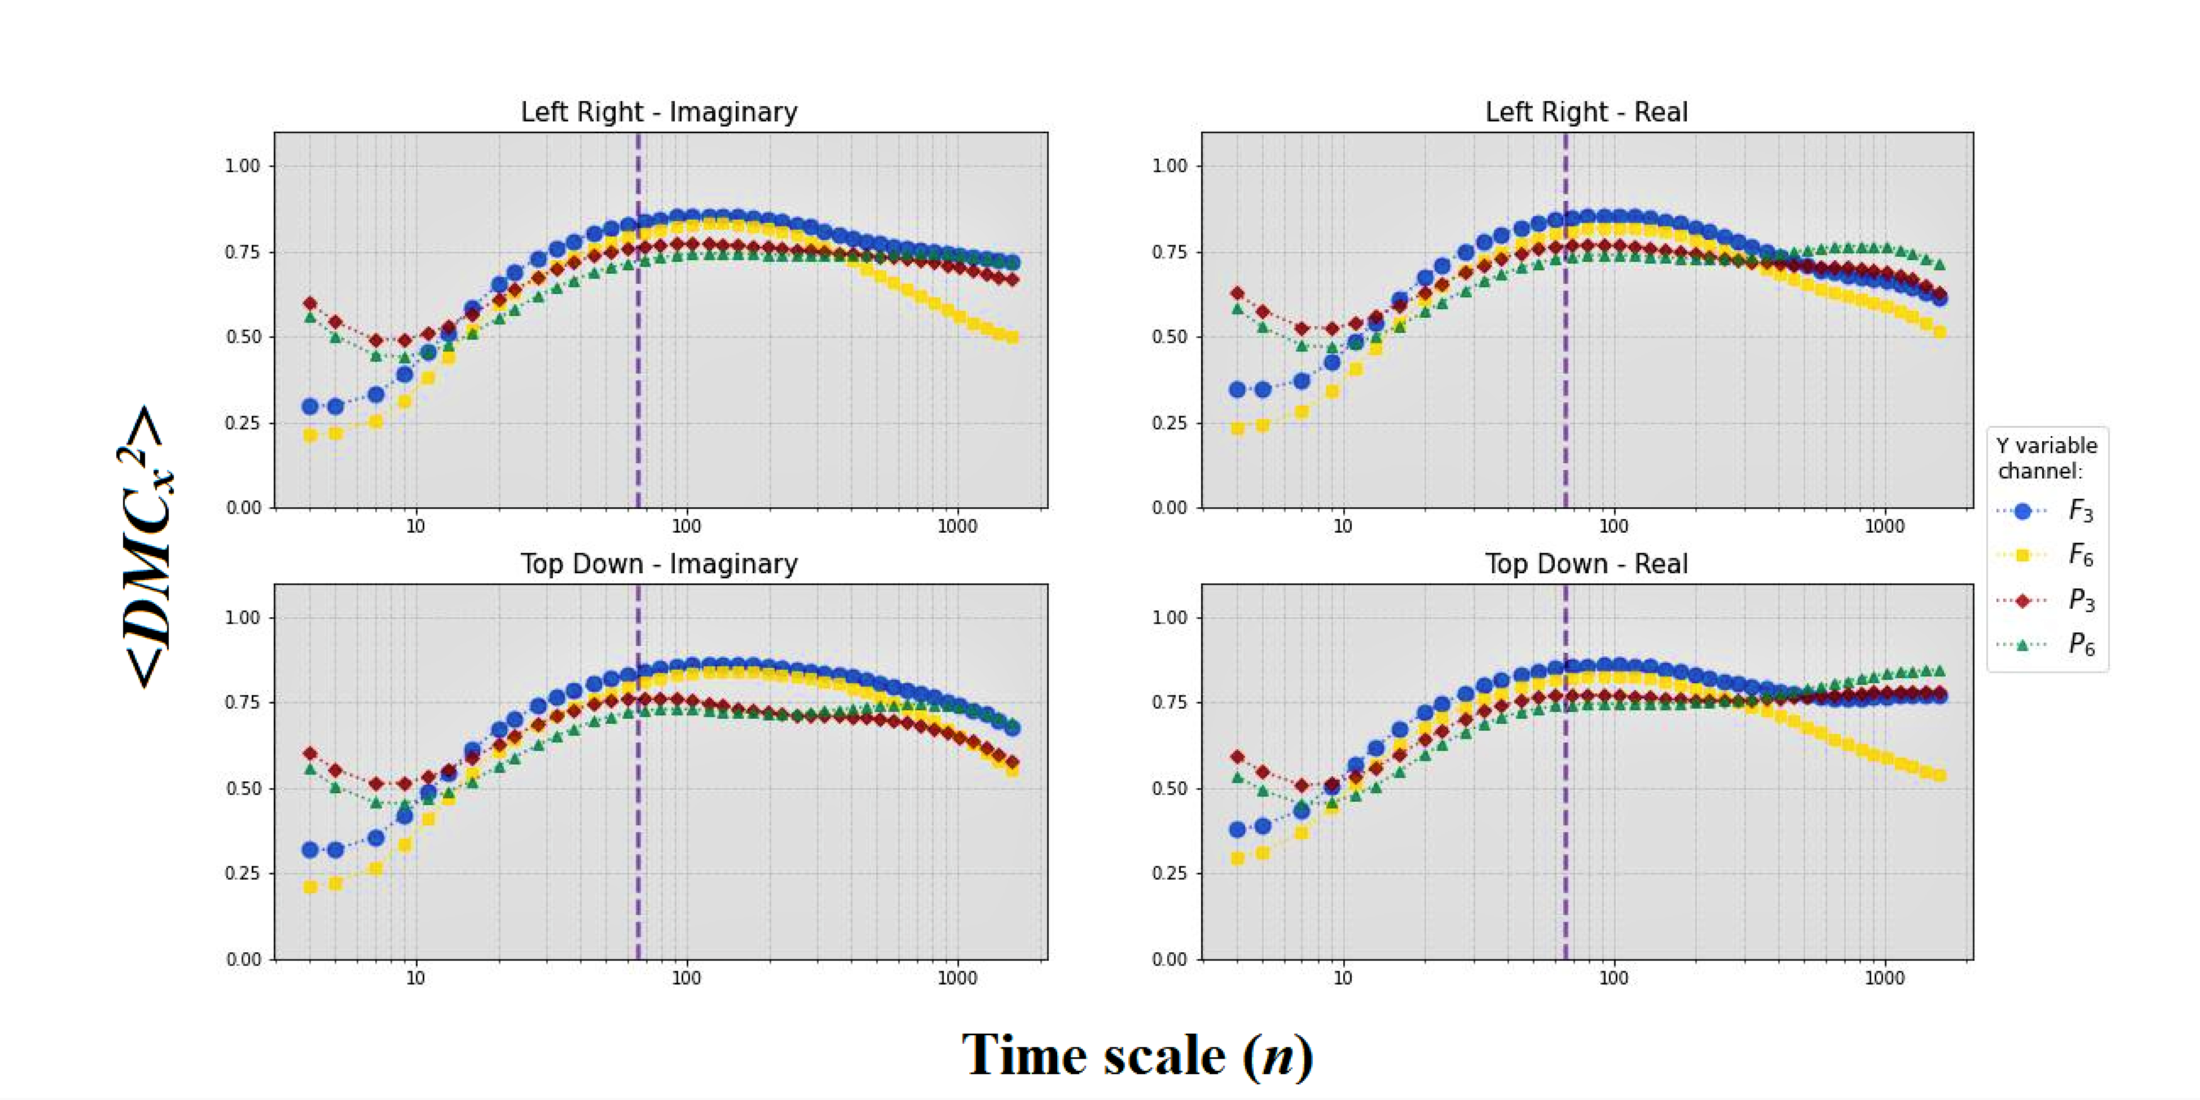 Left Right - Imaginary
1.00
0.75
0.50
0.25
0.00
10 100 1000
Left Right - Real
1.00
0.75
0.50
0.25
0.00
10 100 1000
<DMCₓ²>
Top Down - Imaginary
1.00
0.75
0.50
0.25
0.00
10 100 1000
Top Down - Real
1.00
0.75
0.50
0.25
0.00
10 100 1000
Y variable
channel:
F₃
F₆
P₃
P₆
Time scale (n)